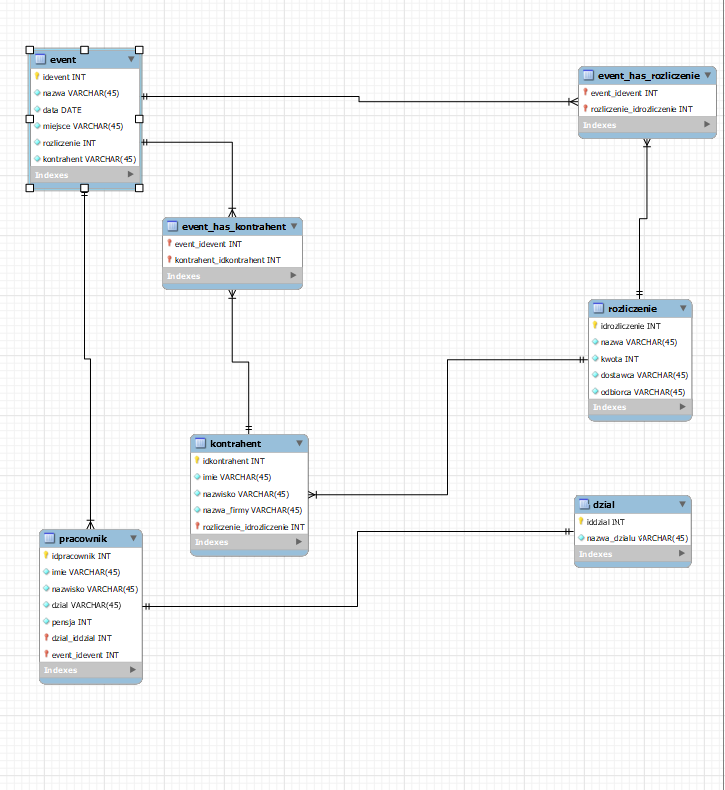 event
idevent INT
nazwa VARCHAR(45)
data DATE
miejsce VARCHAR(45)
rozliczenie INT
kontrahent VARCHAR(45)
Indexes
event_has_rozliczenie
event_idevent INT
rozliczenie_idrozliczenie INT
Indexes
event_has_kontrahent
event_idevent INT
kontrahent_idkontrahent INT
Indexes
rozliczenie
idrozliczenie INT
nazwa VARCHAR(45)
kwota INT
dostawca VARCHAR(45)
odbiorca VARCHAR(45)
Indexes
kontrahent
idkontrahent INT
imie VARCHAR(45)
nazwisko VARCHAR(45)
nazwa_firmy VARCHAR(45)
rozliczenie_idrozliczenie INT
Indexes
dzial
iddzial INT
nazwa_dzialu VARCHAR(45)
Indexes
pracownik
idpracownik INT
imie VARCHAR(45)
nazwisko VARCHAR(45)
dzial VARCHAR(45)
pensja INT
dzial_iddzial INT
event_idevent INT
Indexes